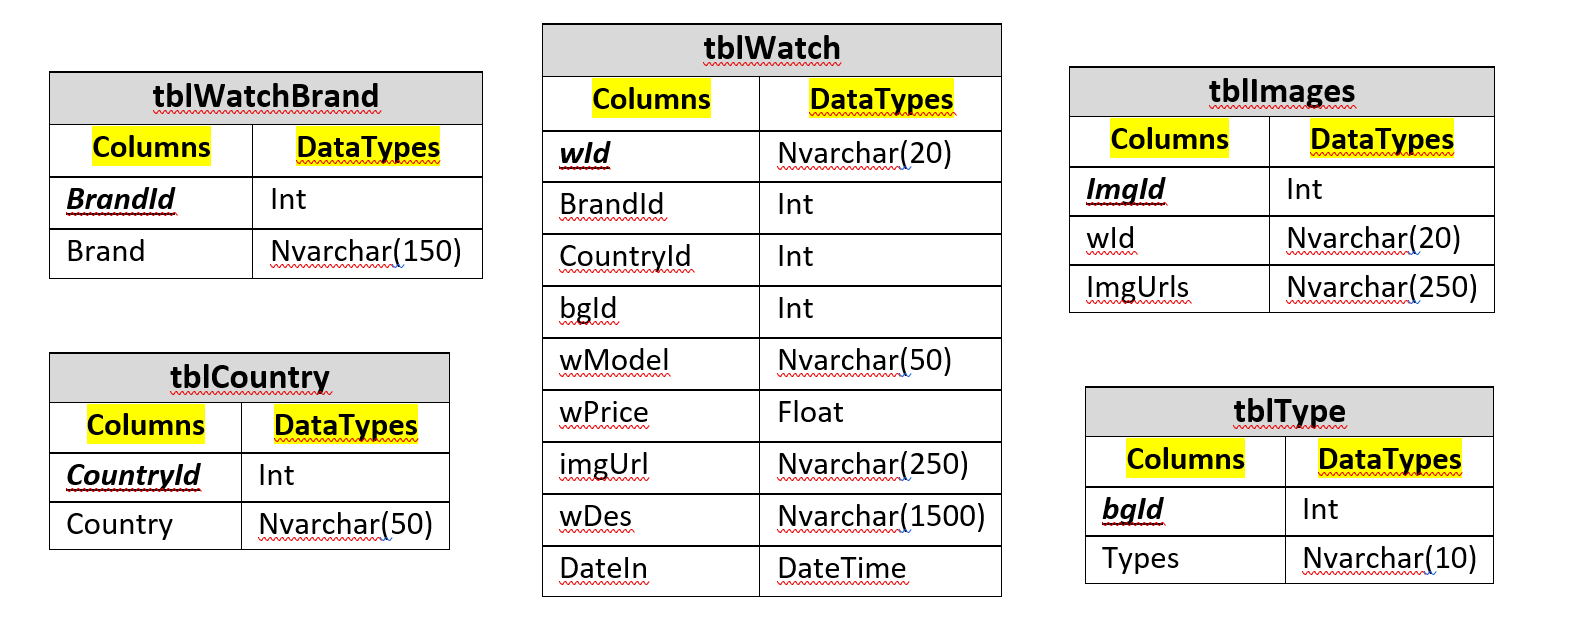 tblWatchBrand
Columns DataTypes
BrandId Int
Brand Nvarchar(150)
tblCountry
Columns DataTypes
CountryId Int
Country Nvarchar(50)
tblWatch
Columns DataTypes
wId Nvarchar(20)
BrandId Int
CountryId Int
bgId Int
wModel Nvarchar(50)
wPrice Float
imgUrl Nvarchar(250)
wDes Nvarchar(1500)
DateIn DateTime
tblImages
Columns DataTypes
ImgId Int
wId Nvarchar(20)
ImgUrls Nvarchar(250)
tblType
Columns DataTypes
bgId Int
Types Nvarchar(10)